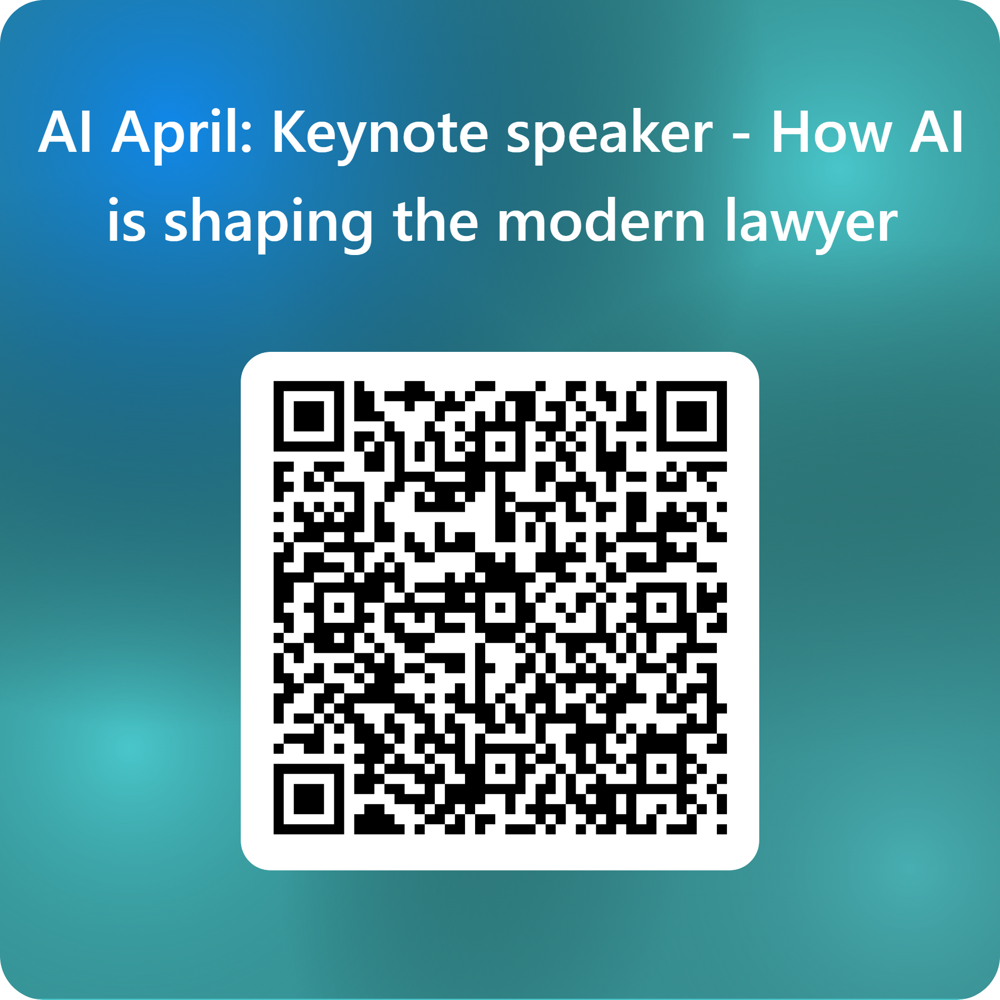 AI April: Keynote speaker - How AI
is shaping the modern lawyer